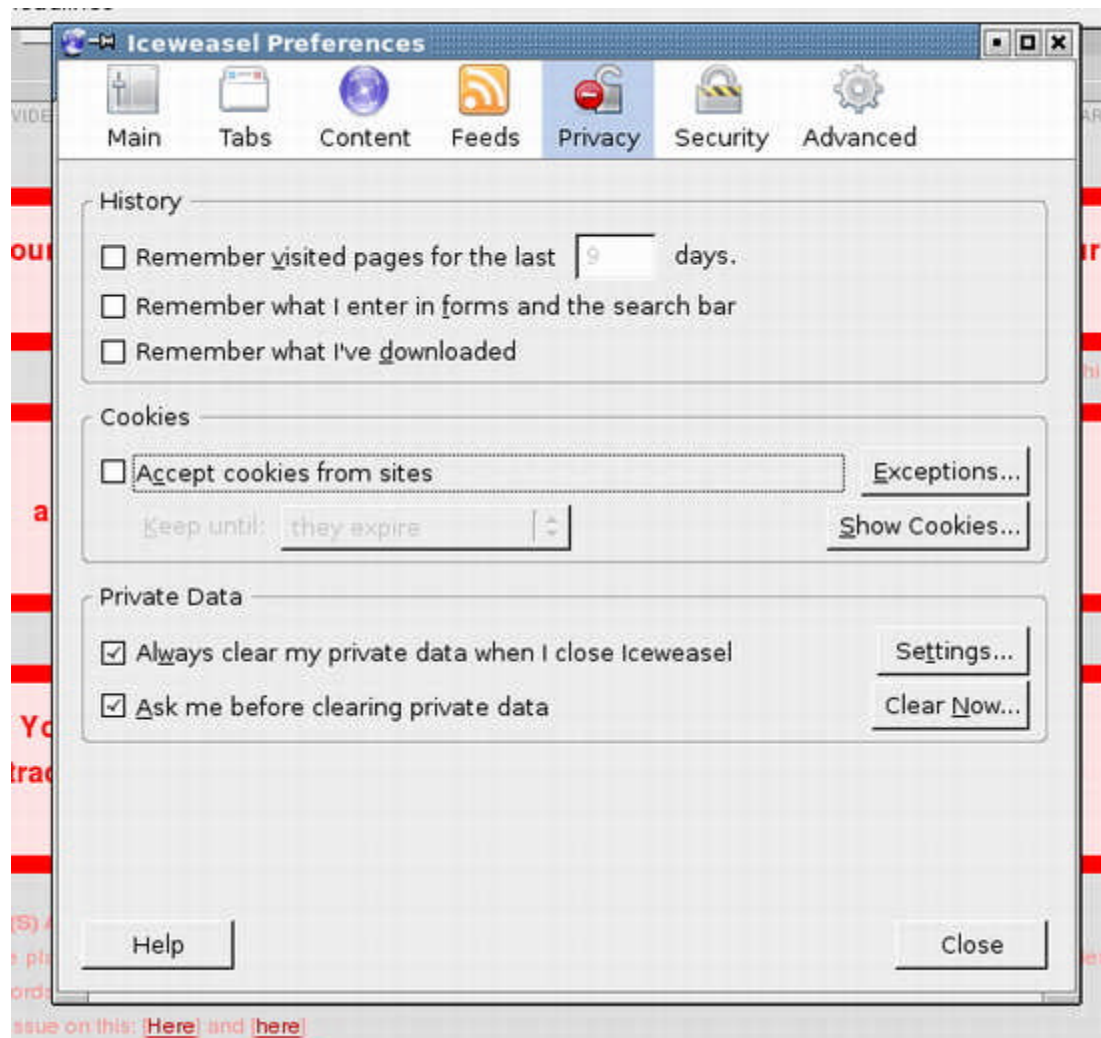 Iceweasel Preferences
Main Tabs Content Feeds Privacy Security Advanced
History
Remember visited pages for the last 9 days.
Remember what I enter in forms and the search bar
Remember what I've downloaded
Cookies
Accept cookies from sites Exceptions...
Keep until: they expire Show Cookies...
Private Data
Always clear my private data when I close Iceweasel Settings...
Ask me before clearing private data Clear Now...
Help Close
on this: [Here] and [here]